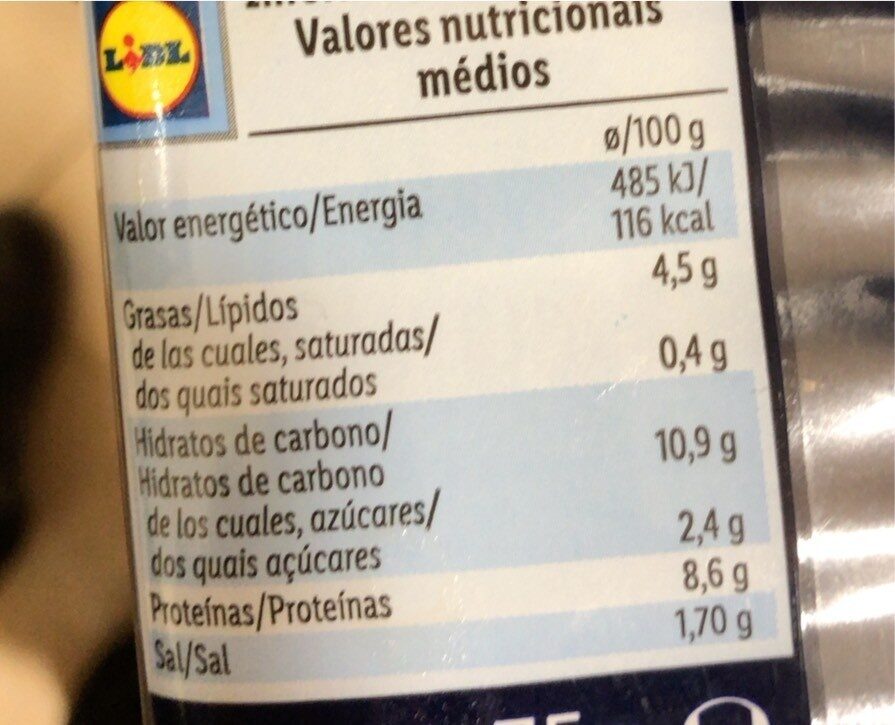 LIDL
Valores nutricionais
médios
ø/100 g
Valor energético/Energia 485 kJ/
116 kcal
Grasas/Lípidos 4,5 g
de las cuales, saturadas/
dos quais saturados 0,4 g
Hidratos de carbono/
Hidratos de carbono 10,9 g
de los cuales, azúcares/
dos quais açúcares 2,4 g
Proteínas/Proteínas 8,6 g
Sal/Sal 1,70 g